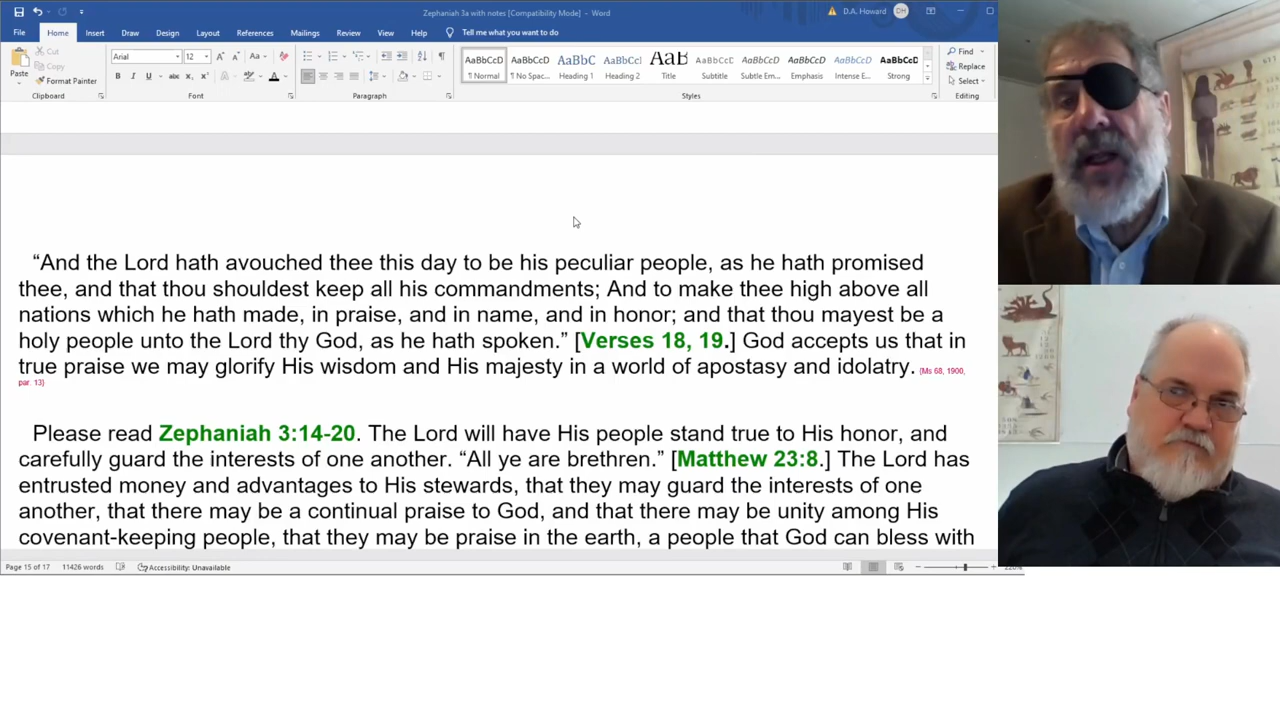 Zephaniah 3a with notes [Compatibility Mode] - Word
D.A. Howard
DH
File Home Insert Draw Design Layout References Mailings Review View Help Tell me what you want to do
Paste
Cut
Copy
Format Painter
Clipboard
Arial 12
Font
Paragraph
AaBbCcD AaBbCcD AaBbC AaBbCcI AaB AaBbCcD AaBbCcD AaBbCcD AaBbCcD AaBbCcD
¶ Normal ¶ No Spac... Heading 1 Heading 2 Title Subtitle Subtle Em... Emphasis Intense E... Strong
Styles
Find
Replace
Select
Editing
“And the Lord hath avouched thee this day to be his peculiar people, as he hath promised
thee, and that thou shouldest keep all his commandments; And to make thee high above all
nations which he hath made, in praise, and in name, and in honor; and that thou mayest be a
holy people unto the Lord thy God, as he hath spoken.” [Verses 18, 19.] God accepts us that in
true praise we may glorify His wisdom and His majesty in a world of apostasy and idolatry. {Ms 68, 1900,
par. 13}
Please read Zephaniah 3:14-20. The Lord will have His people stand true to His honor, and
carefully guard the interests of one another. “All ye are brethren.” [Matthew 23:8.] The Lord has
entrusted money and advantages to His stewards, that they may guard the interests of one
another, that there may be a continual praise to God, and that there may be unity among His
covenant-keeping people, that they may be praise in the earth, a people that God can bless with
Page 15 of 17 11426 words Accessibility: Unavailable